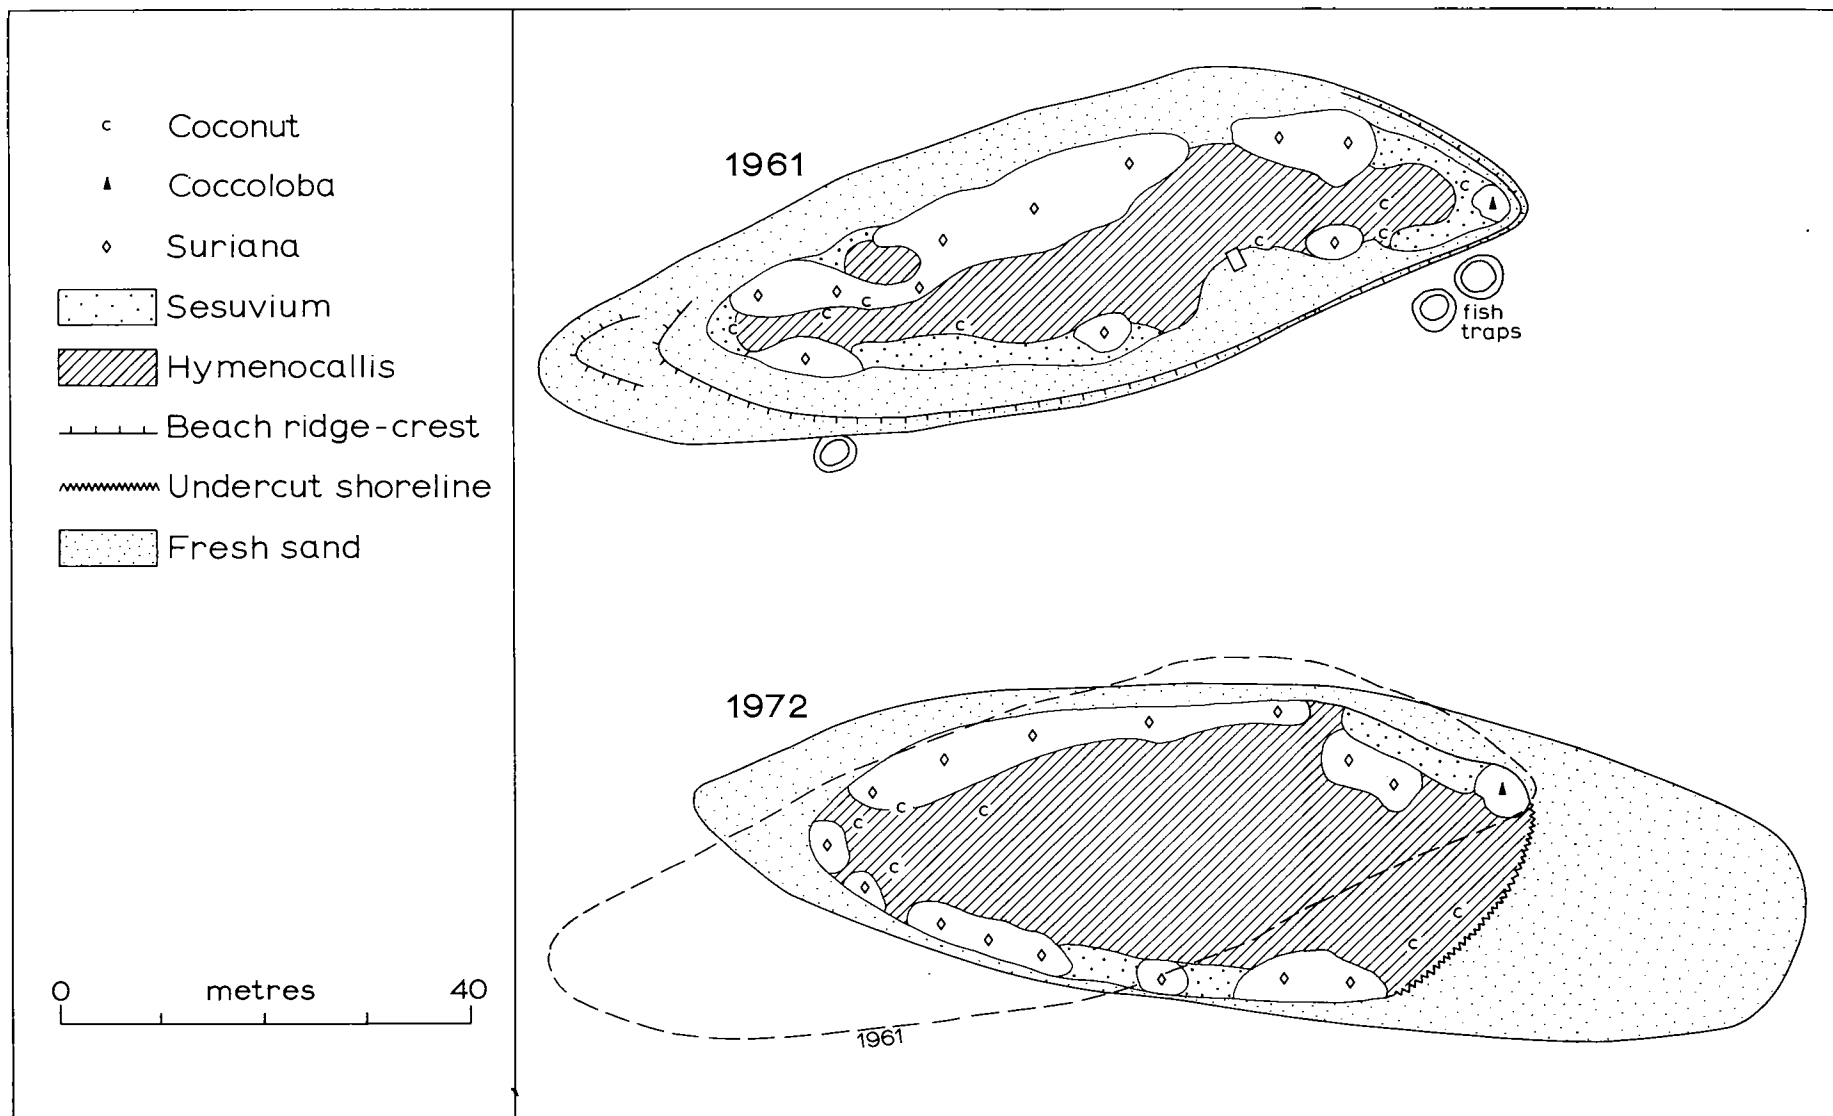 c Coconut
Coccoloba
Suriana
Sesuvium
Hymenocallis
Beach ridge-crest
Undercut shoreline
Fresh sand
0 metres 40
1961
c
c
c
c
c
c
c
c
fish
traps
1972
c
c
c
c
c
c
1961